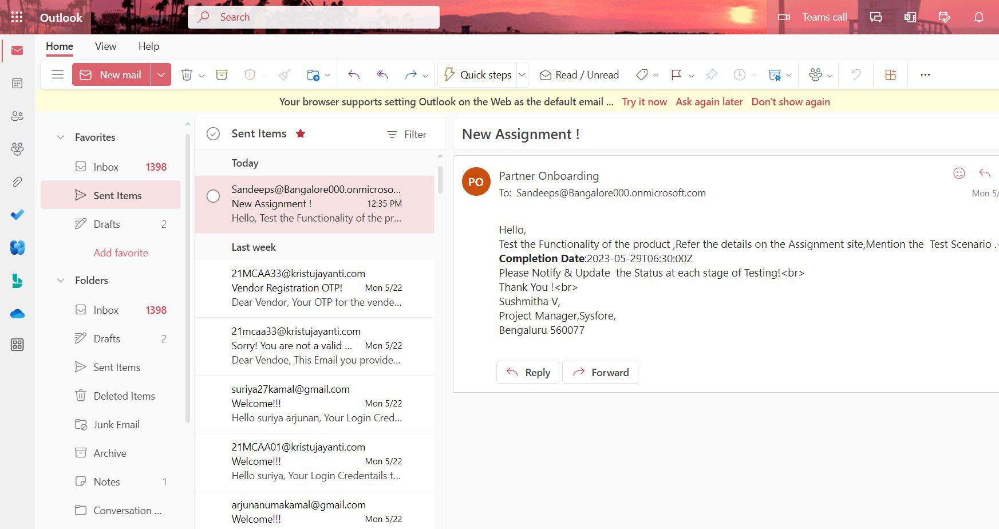 Outlook
Search
Teams call
Home View Help
New mail
Quick steps
Read / Unread
Your browser supports setting Outlook on the Web as the default email ... Try it now Ask again later Don't show again
Favorites
Inbox 1398
Sent Items
Drafts 2
Add favorite
Folders
Inbox 1398
Drafts 2
Sent Items
Deleted Items
Junk Email
Archive
Notes 1
Conversation ...
Sent Items
Filter
Today
Sandeeps@Bangalore000.onmicroso...
New Assignment ! 12:35 PM
Hello, Test the Functionality of the pr...
Last week
21MCAA33@kristujayanti.com
Vendor Registration OTP! Mon 5/22
Dear Vendor, Your OTP for the vende...
21mcaa33@kristujayanti.com
Sorry! You are not a valid ... Mon 5/22
Dear Vendoe, This Email you provide...
suriya27kamal@gmail.com
Welcome!!! Mon 5/22
Hello suriya arjunan, Your Login Cred...
21MCAA01@kristujayanti.com
Welcome!!! Mon 5/22
Hello suriya, Your Login Credentails t...
arjunanumakamal@gmail.com
Welcome!!! Mon 5/22
New Assignment !
PO
Partner Onboarding
To: Sandeeps@Bangalore000.onmicrosoft.com
Mon 5/
Hello,
Test the Functionality of the product ,Refer the details on the Assignment site,Mention the Test Scenario .
Completion Date:2023-05-29T06:30:00Z
Please Notify & Update the Status at each stage of Testing!<br>
Thank You !<br>
Sushmitha V,
Project Manager,Sysfore,
Bengaluru 560077
Reply
Forward